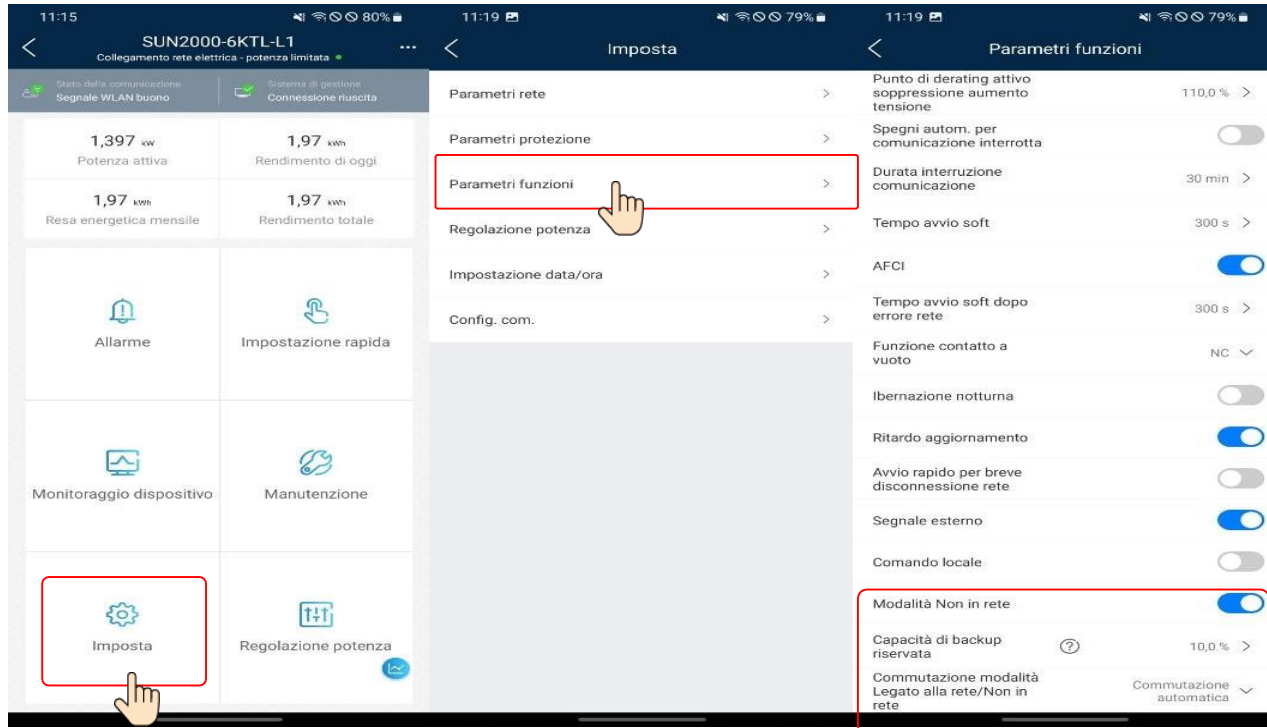 11:15
80%
SUN2000-6KTL-L1
Collegamento rete elettrica - potenza limitata
Stato della comunicazione
Segnale WLAN buono
Sistema di gestione
Connessione riuscita
1,397 kW
Potenza attiva
1,97 kWh
Rendimento di oggi
1,97 kWh
Resa energetica mensile
1,97 kWh
Rendimento totale
Allarme
Impostazione rapida
Monitoraggio dispositivo
Manutenzione
Imposta
Regolazione potenza
11:19
79%
Imposta
Parametri rete
Parametri protezione
Parametri funzioni
Regolazione potenza
Impostazione data/ora
Config. com.
11:19
79%
Parametri funzioni
Punto di derating attivo
soppressione aumento
tensione
110,0 %
Spegni autom. per
comunicazione interrotta
Durata interruzione
comunicazione
30 min
Tempo avvio soft
300 s
AFCI
Tempo avvio soft dopo
errore rete
300 s
Funzione contatto a
vuoto
NC
Ibernazione notturna
Ritardo aggiornamento
Avvio rapido per breve
disconnessione rete
Segnale esterno
Comando locale
Modalità Non in rete
Capacità di backup
riservata
?
10,0 %
Commutazione modalità
Legato alla rete/Non in
rete
Commutazione
automatica